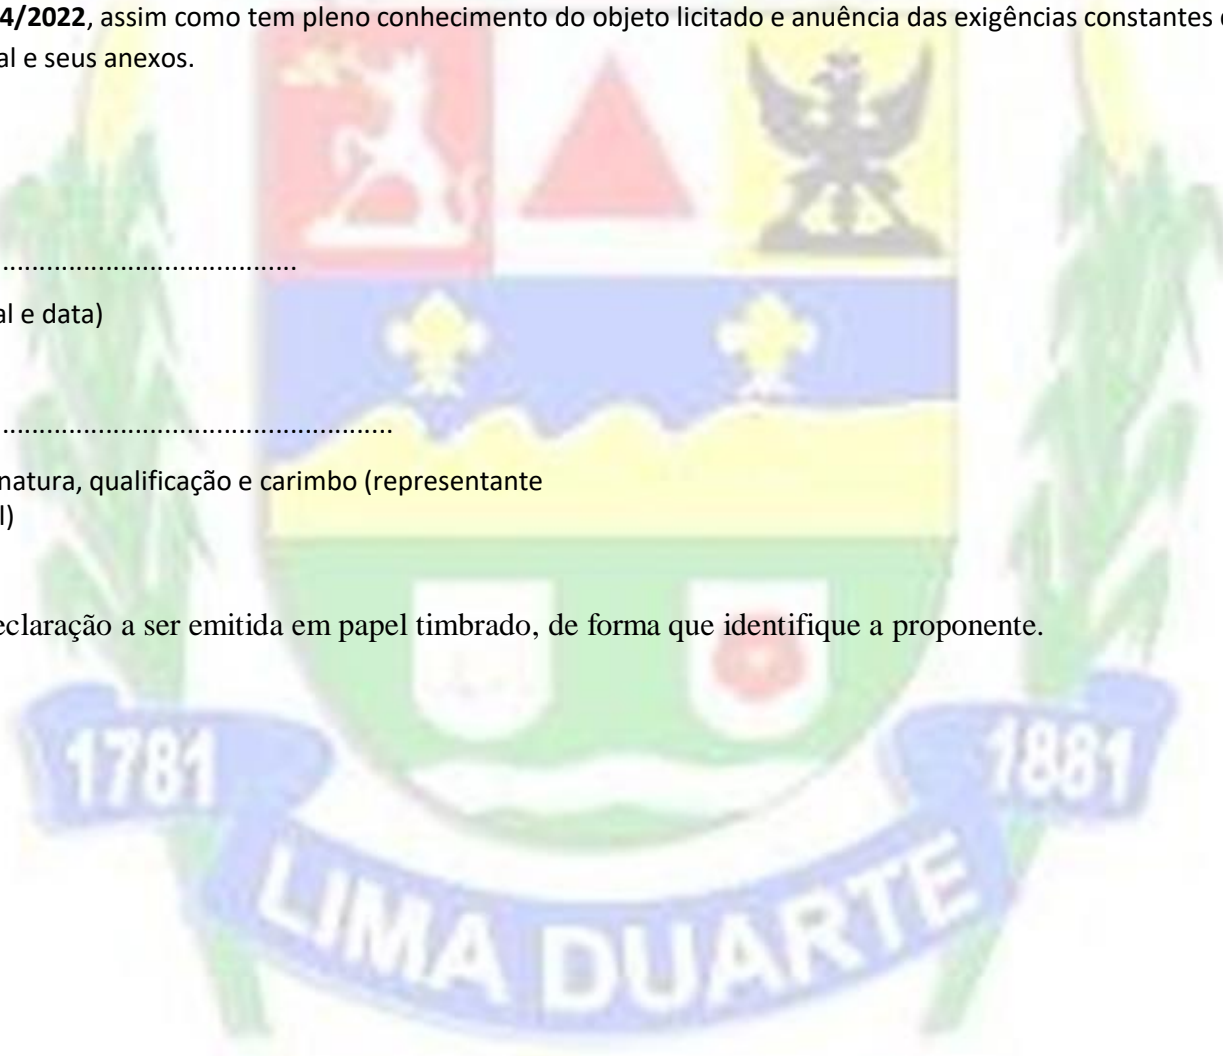 4/2022, assim como tem pleno conhecimento do objeto licitado e anuência das exigências constantes
al e seus anexos.
........................................
al e data)
.....................................................
natura, qualificação e carimbo (representante
l)
eclaração a ser emitida em papel timbrado, de forma que identifique a proponente.
1781
1881
LIMA DUARTE